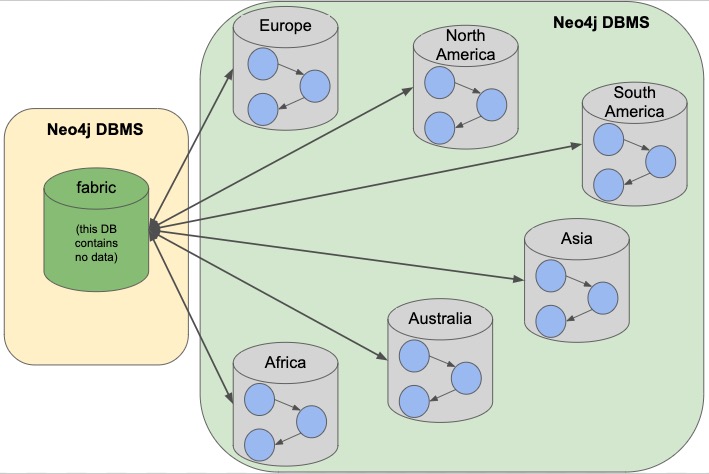 Neo4j DBMS
fabric
(this DB
contains
no data)
Neo4j DBMS
Europe
North
America
South
America
Asia
Australia
Africa